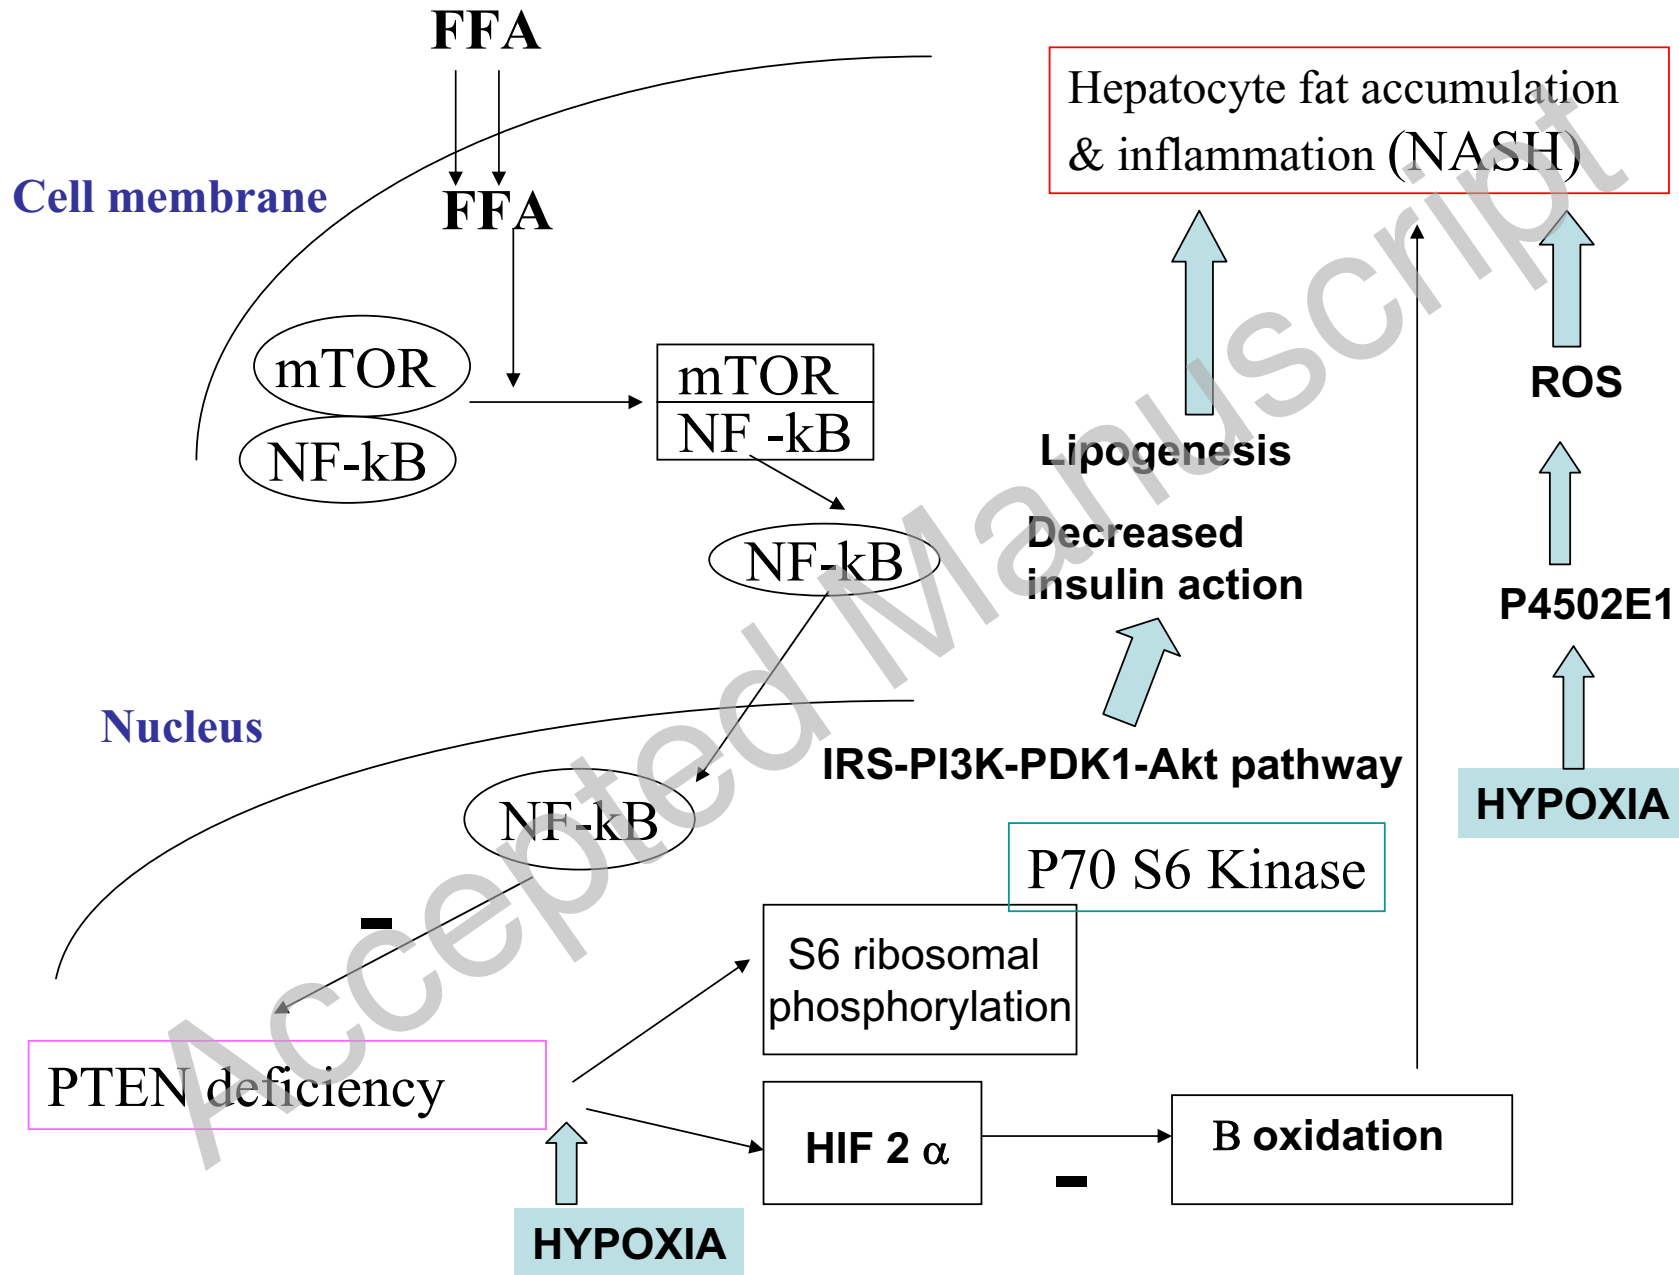 FFA
Hepatocyte fat accumulation
& inflammation (NASH)
Cell membrane
FFA
mTOR
NF-kB
mTOR
NF -kB
ROS
Lipogenesis
Decreased
insulin action
NF-kB
P4502E1
Nucleus
IRS-PI3K-PDK1-Akt pathway
HYPOXIA
NF-kB
P70 S6 Kinase
-
S6 ribosomal
phosphorylation
PTEN deficiency
HIF 2 α
-
B oxidation
HYPOXIA
Accepted Manuscript